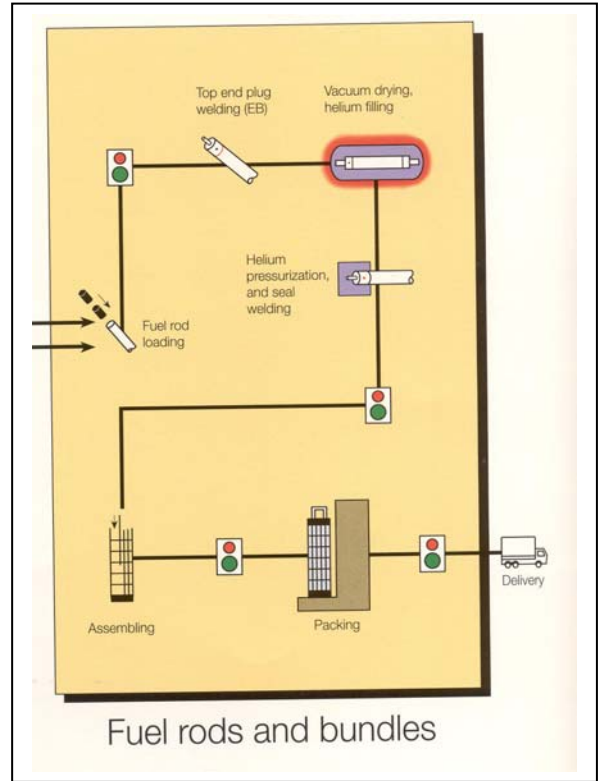 Top end plug
welding (EB)
Vacuum drying,
helium filling
Helium
pressurization,
and seal
welding
Fuel rod
loading
Assembling
Packing
Delivery
Fuel rods and bundles